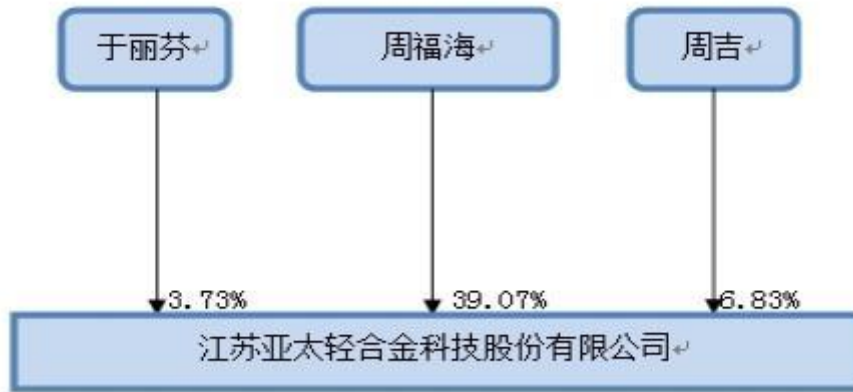 于丽芬
周福海
周吉
3.73%
39.07%
6.83%
江苏亚太轻合金科技股份有限公司